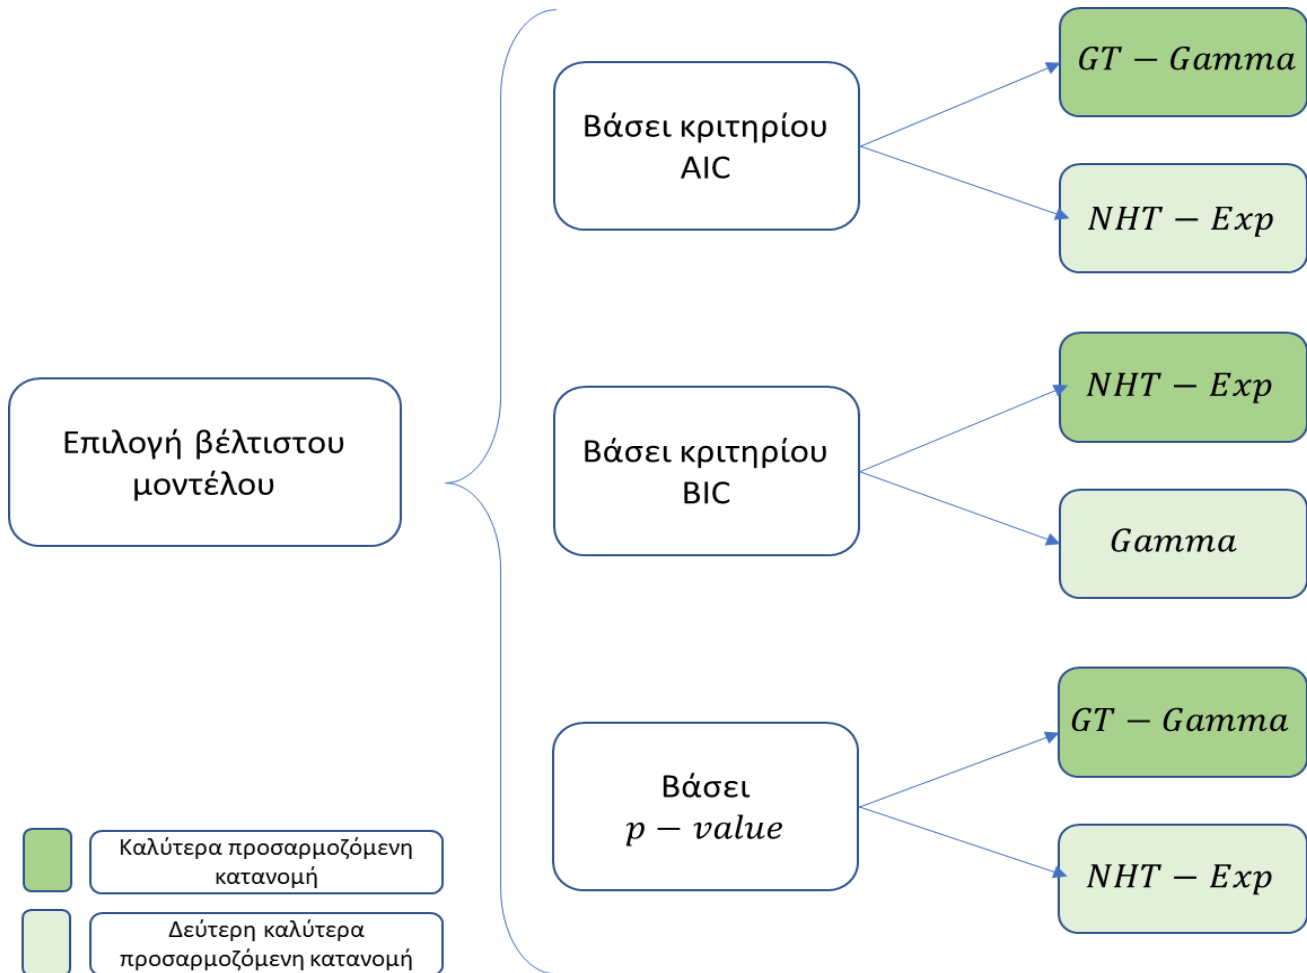 Επιλογή βέλτιστου
μοντέλου
Βάσει κριτηρίου
AIC
GT − Gamma
NHT − Exp
Βάσει κριτηρίου
BIC
NHT − Exp
Gamma
Βάσει
p − value
GT − Gamma
NHT − Exp
Καλύτερα προσαρμοζόμενη
κατανομή
Δεύτερη καλύτερα
προσαρμοζόμενη κατανομή